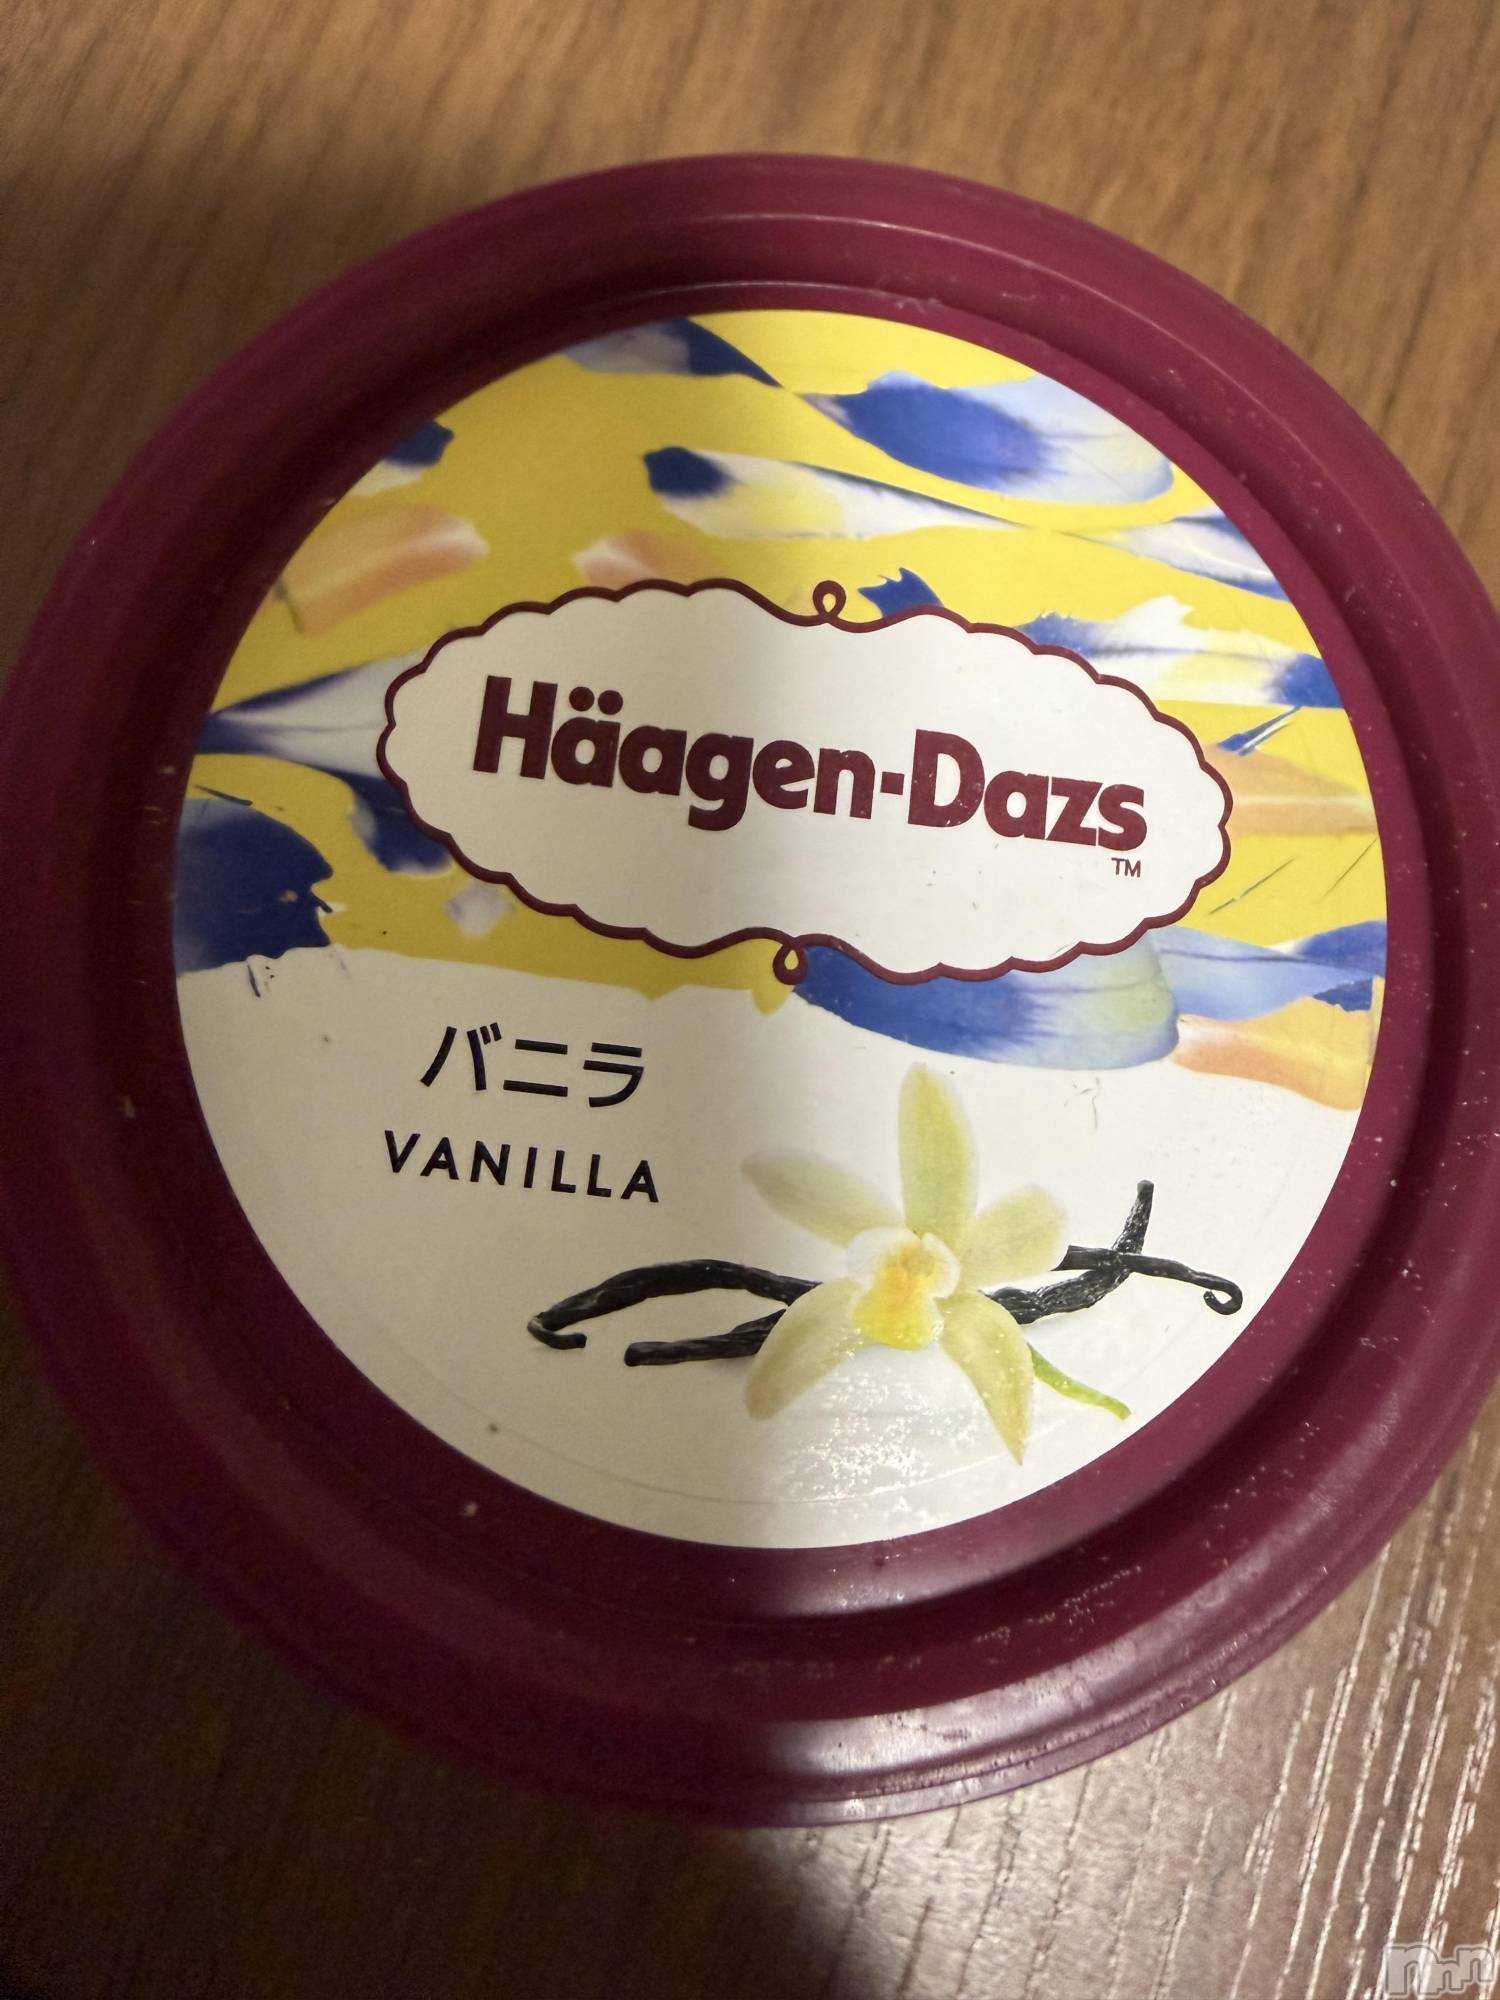 Häagen-Dazs
TM
バニラ
VANILLA